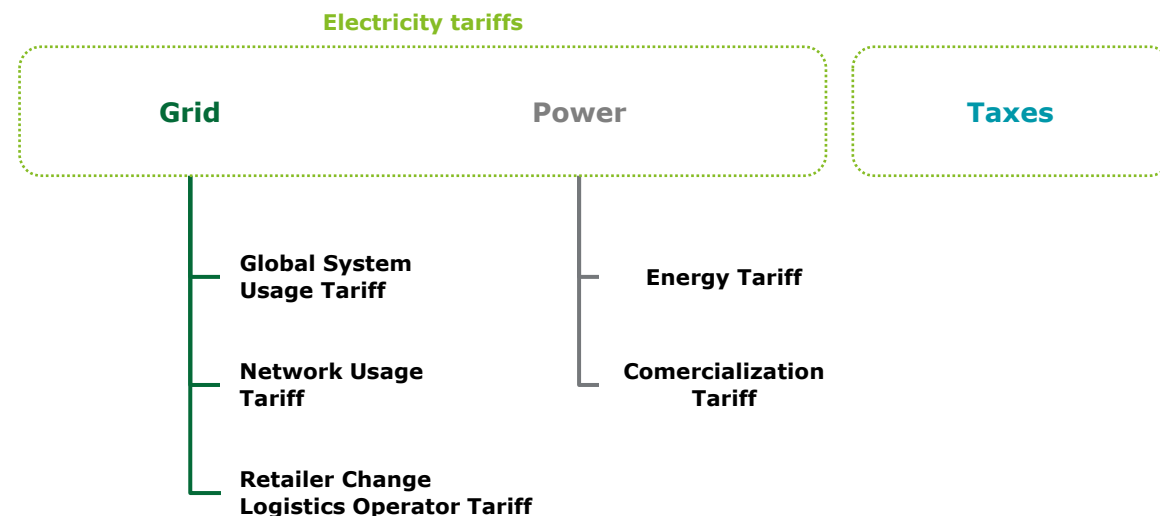 Electricity tariffs
Grid
Power
Taxes
Global System
Usage Tariff
Energy Tariff
Network Usage
Tariff
Comercialization
Tariff
Retailer Change
Logistics Operator Tariff